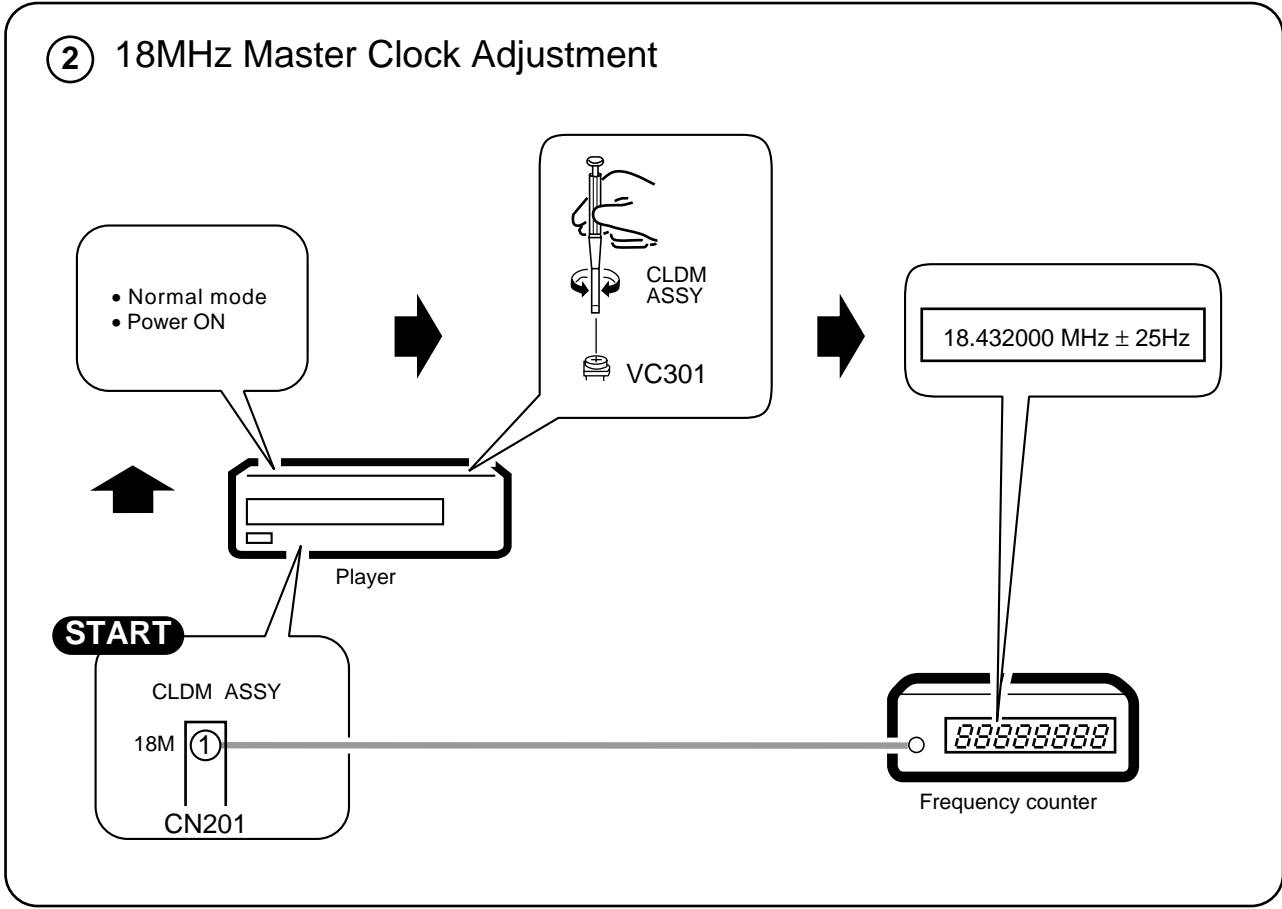 2 18MHz Master Clock Adjustment
• Normal mode
• Power ON
CLDM
ASSY
VC301
18.432000 MHz ± 25Hz
Player
START
CLDM ASSY
18M 1
CN201
88888888
Frequency counter